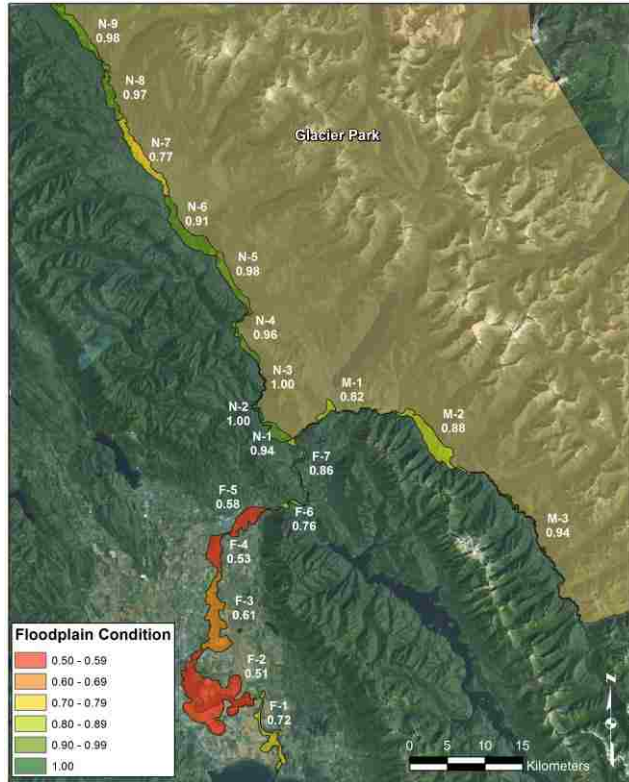 N-9
0.98
N-8
0.97
N-7
0.77
Glacier Park
N-6
0.91
N-5
0.98
N-4
0.96
N-3
1.00
M-1
0.82
N-2
1.00
M-2
0.88
N-1
0.94
F-7
0.86
F-5
0.58
F-6
0.76
M-3
0.94
F-4
0.53
F-3
0.61
F-2
0.51
F-1
0.72
Floodplain Condition
0.50 - 0.59
0.60 - 0.69
0.70 - 0.79
0.80 - 0.89
0.90 - 0.99
1.00
0 5 10 15
Kilometers
N